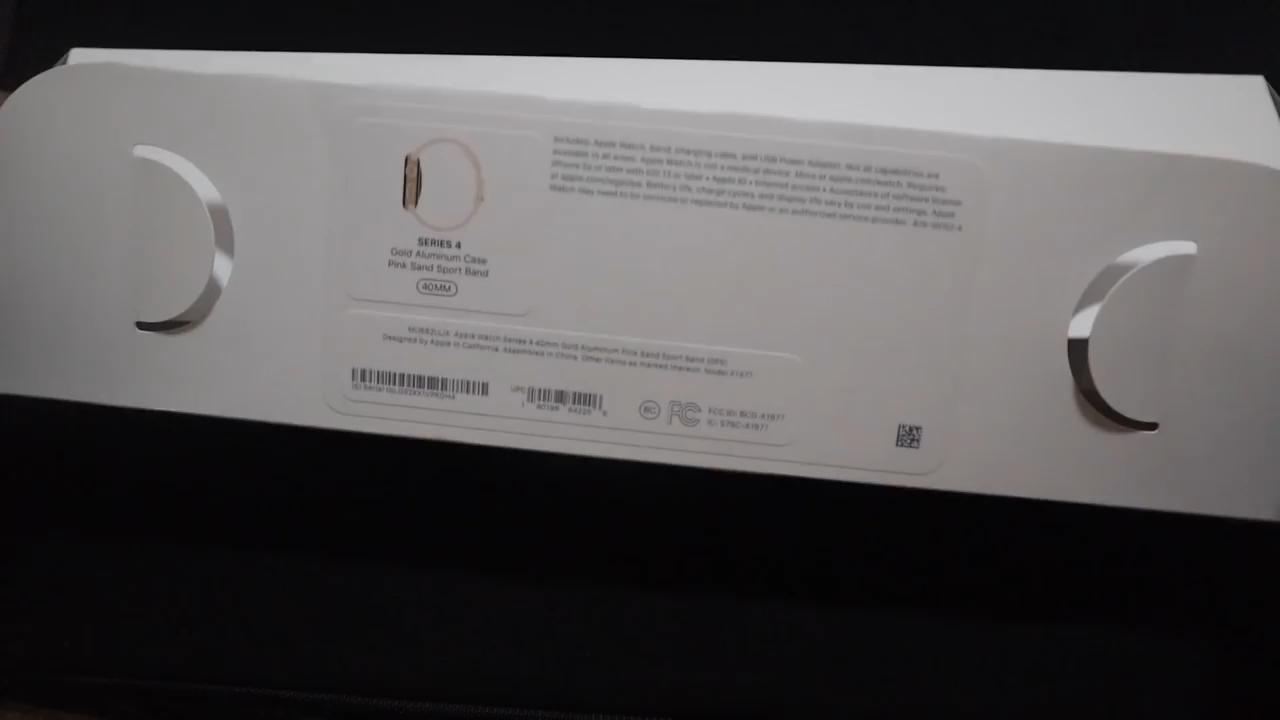 SERIES 4
Gold Aluminum Case
Pink Sand Sport Band
40MM
Includes: Apple Watch, band, charging cable, and USB Power Adapter. Not all capabilities are
available in all areas. Apple Watch is not a medical device. More at apple.com/watch. Requires:
iPhone or later with iOS or later • Apple ID • Internet access • Acceptance of software license
at apple.com/legal/sla. Battery life, charge cycles, and display life vary by use and settings. Apple
Watch may need to be serviced or replaced by Apple or an authorized service provider.
Apple Watch Series 4 40mm Gold Aluminum Pink Sand Sport Band (GPS)
Designed by Apple in California. Assembled in China. Other items as marked thereon. Model A1977
UPC
FCC ID: BCG-A1977
IC: 579C-A1977